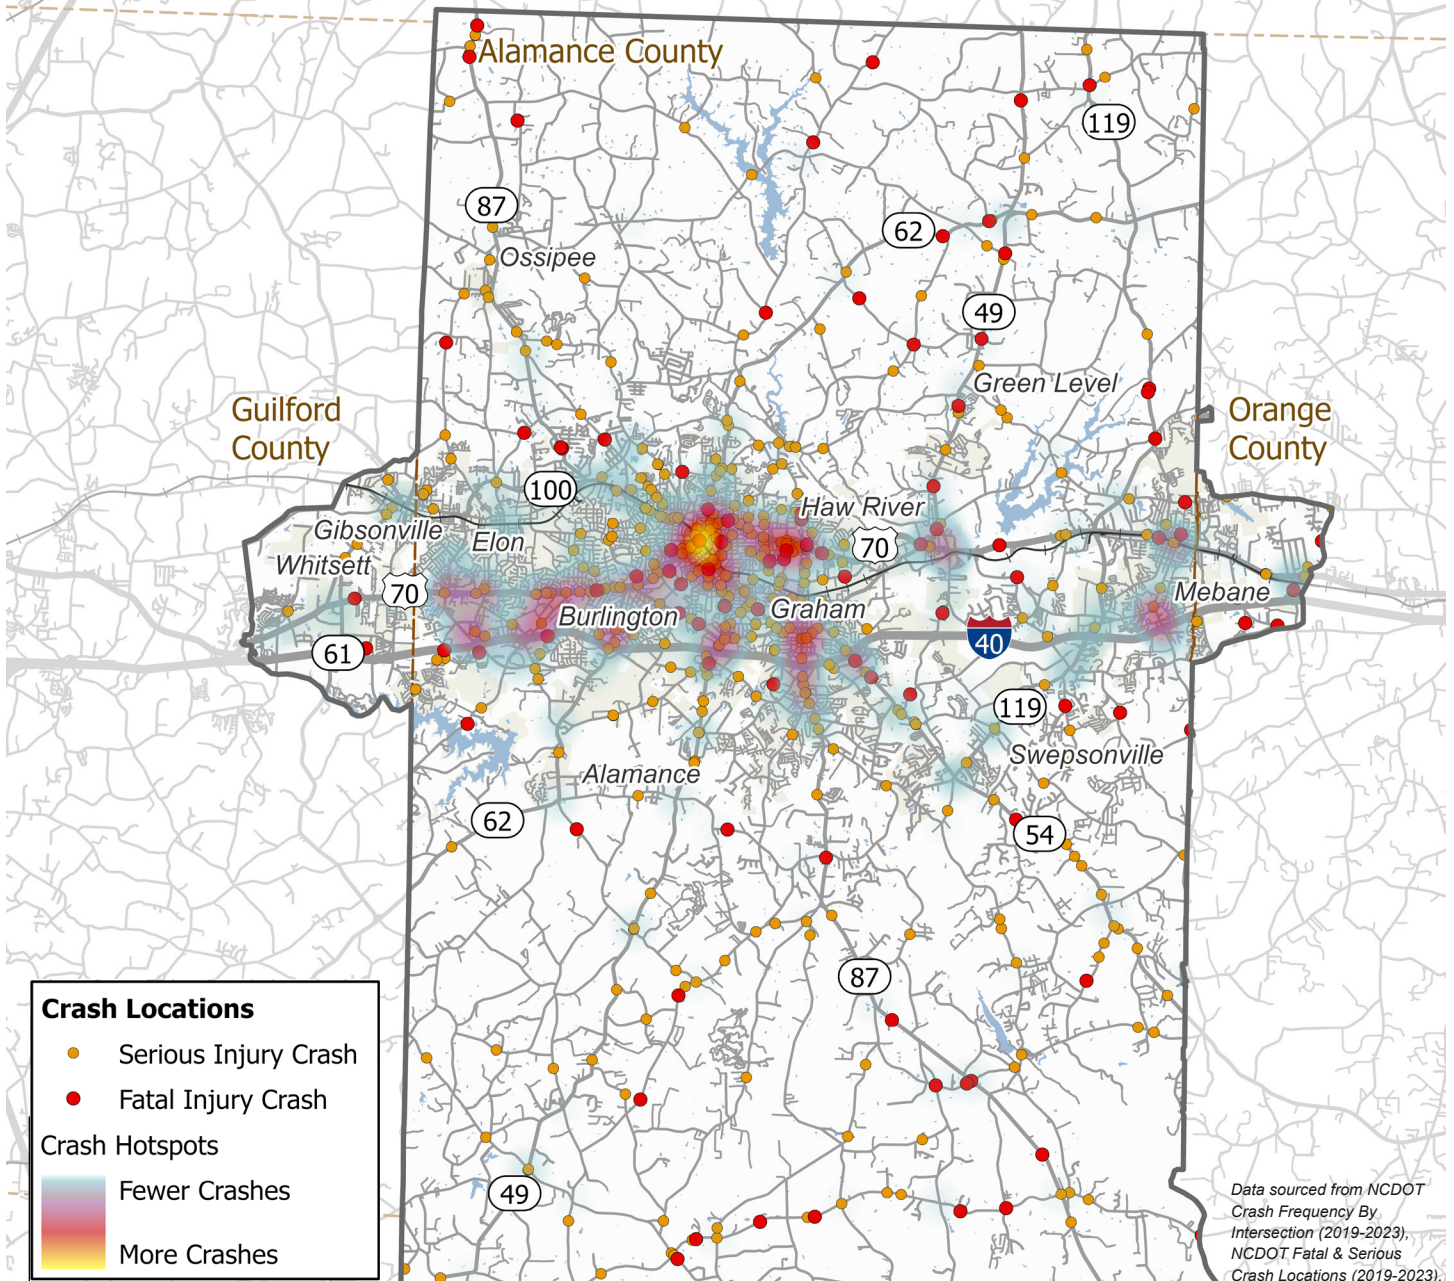 Alamance County
119
87
62
Ossipee
49
Green Level
Guilford
County
Orange
County
100
Haw River
Gibsonville
Elon
70
Whitsett
70
Mebane
Burlington
Graham
40
61
119
Swepsonville
Alamance
62
54
87
Crash Locations
Serious Injury Crash
Fatal Injury Crash
Crash Hotspots
Fewer Crashes
More Crashes
49
Data sourced from NCDOT
Crash Frequency By
Intersection (2019-2023),
NCDOT Fatal & Serious
Crash Locations (2019-2023)